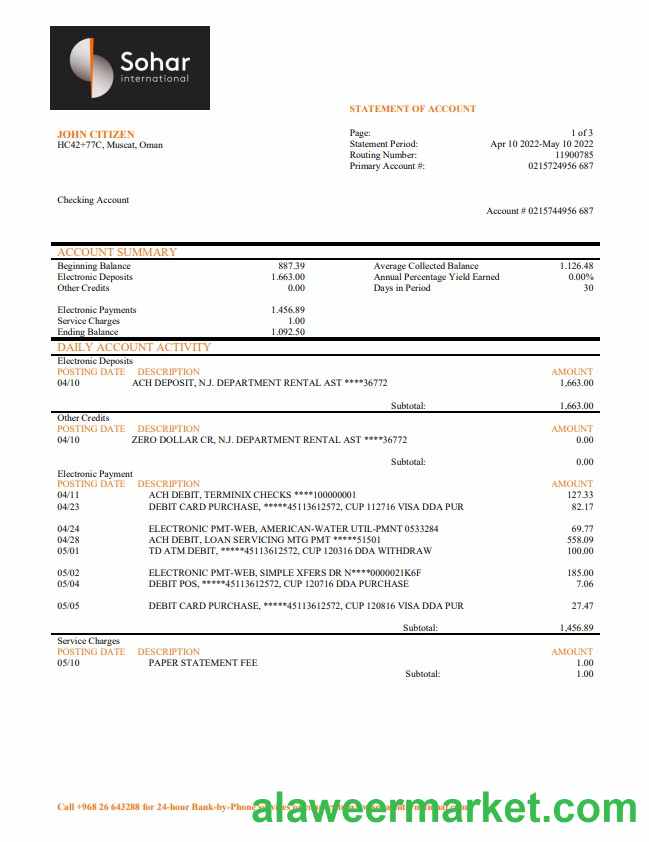 Sohar
international
STATEMENT OF ACCOUNT
JOHN CITIZEN
HC42+77C, Muscat, Oman
Page: 1 of 3
Statement Period: Apr 10 2022-May 10 2022
Routing Number: 11900785
Primary Account #: 0215724956 687
Checking Account
Account # 0215744956 687
ACCOUNT SUMMARY
Beginning Balance 887.39 Average Collected Balance 1.126.48
Electronic Deposits 1.663.00 Annual Percentage Yield Earned 0.00%
Other Credits 0.00 Days in Period 30
Electronic Payments 1.456.89
Service Charges 1.00
Ending Balance 1.092.50
DAILY ACCOUNT ACTIVITY
Electronic Deposits
POSTING DATE DESCRIPTION AMOUNT
04/10 ACH DEPOSIT, N.J. DEPARTMENT RENTAL AST ****36772 1,663.00
Subtotal: 1,663.00
Other Credits
POSTING DATE DESCRIPTION AMOUNT
04/10 ZERO DOLLAR CR, N.J. DEPARTMENT RENTAL AST ****36772 0.00
Subtotal: 0.00
Electronic Payment
POSTING DATE DESCRIPTION AMOUNT
04/11 ACH DEBIT, TERMINIX CHECKS ****100000001 127.33
04/23 DEBIT CARD PURCHASE, *****45113612572, CUP 112716 VISA DDA PUR 82.17
04/24 ELECTRONIC PMT-WEB, AMERICAN-WATER UTIL-PMNT 0533284 69.77
04/28 ACH DEBIT, LOAN SERVICING MTG PMT *****51501 558.09
05/01 TD ATM DEBIT, *****45113612572, CUP 120316 DDA WITHDRAW 100.00
05/02 ELECTRONIC PMT-WEB, SIMPLE XFERS DR N****0000021K6F 185.00
05/04 DEBIT POS, *****45113612572, CUP 120716 DDA PURCHASE 7.06
05/05 DEBIT CARD PURCHASE, *****45113612572, CUP 120816 VISA DDA PUR 27.47
Subtotal: 1,456.89
Service Charges
POSTING DATE DESCRIPTION AMOUNT
05/10 PAPER STATEMENT FEE 1.00
Subtotal: 1.00
Call +968 26 643288 for 24-hour Bank-by-Phone
alaweermarket.com